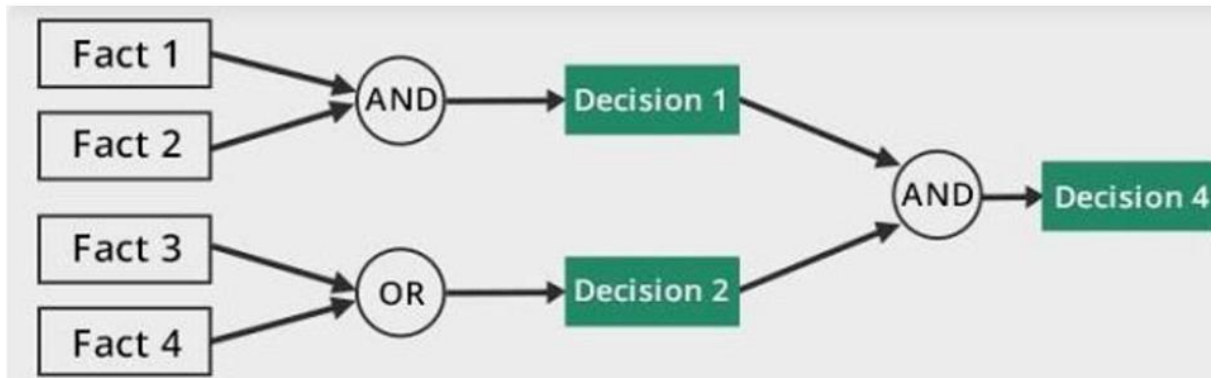 Fact 1
Fact 2
AND
Decision 1
Fact 3
Fact 4
OR
Decision 2
AND
Decision 4